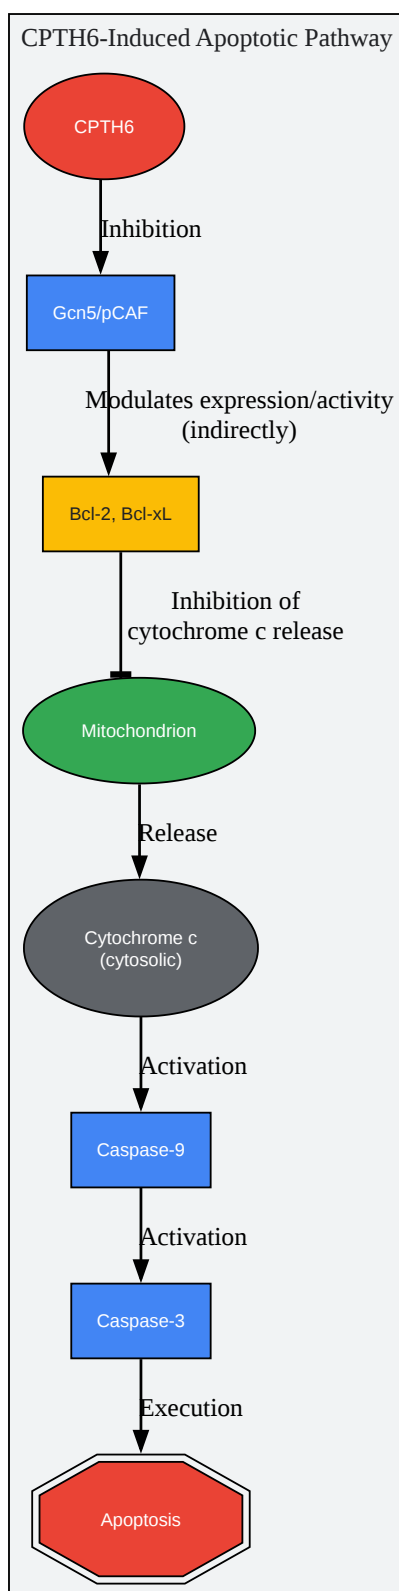 CPTH6-Induced Apoptotic Pathway
CPTH6
Inhibition
Gcn5/pCAF
Modulates expression/activity
(indirectly)
Bcl-2, Bcl-xL
Inhibition of
cytochrome c release
Mitochondrion
Release
Cytochrome c
(cytosolic)
Activation
Caspase-9
Activation
Caspase-3
Execution
Apoptosis